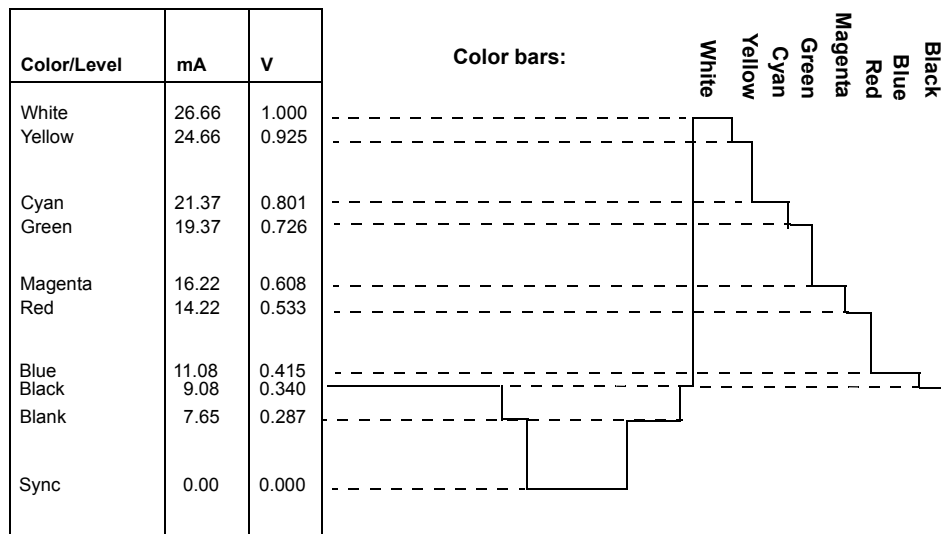 Color/Level mA V
White 26.66 1.000
Yellow 24.66 0.925
Cyan 21.37 0.801
Green 19.37 0.726
Magenta 16.22 0.608
Red 14.22 0.533
Blue 11.08 0.415
Black 9.08 0.340
Blank 7.65 0.287
Sync 0.00 0.000
Color bars:
White
Yellow
Cyan
Green
Magenta
Red
Blue
Black